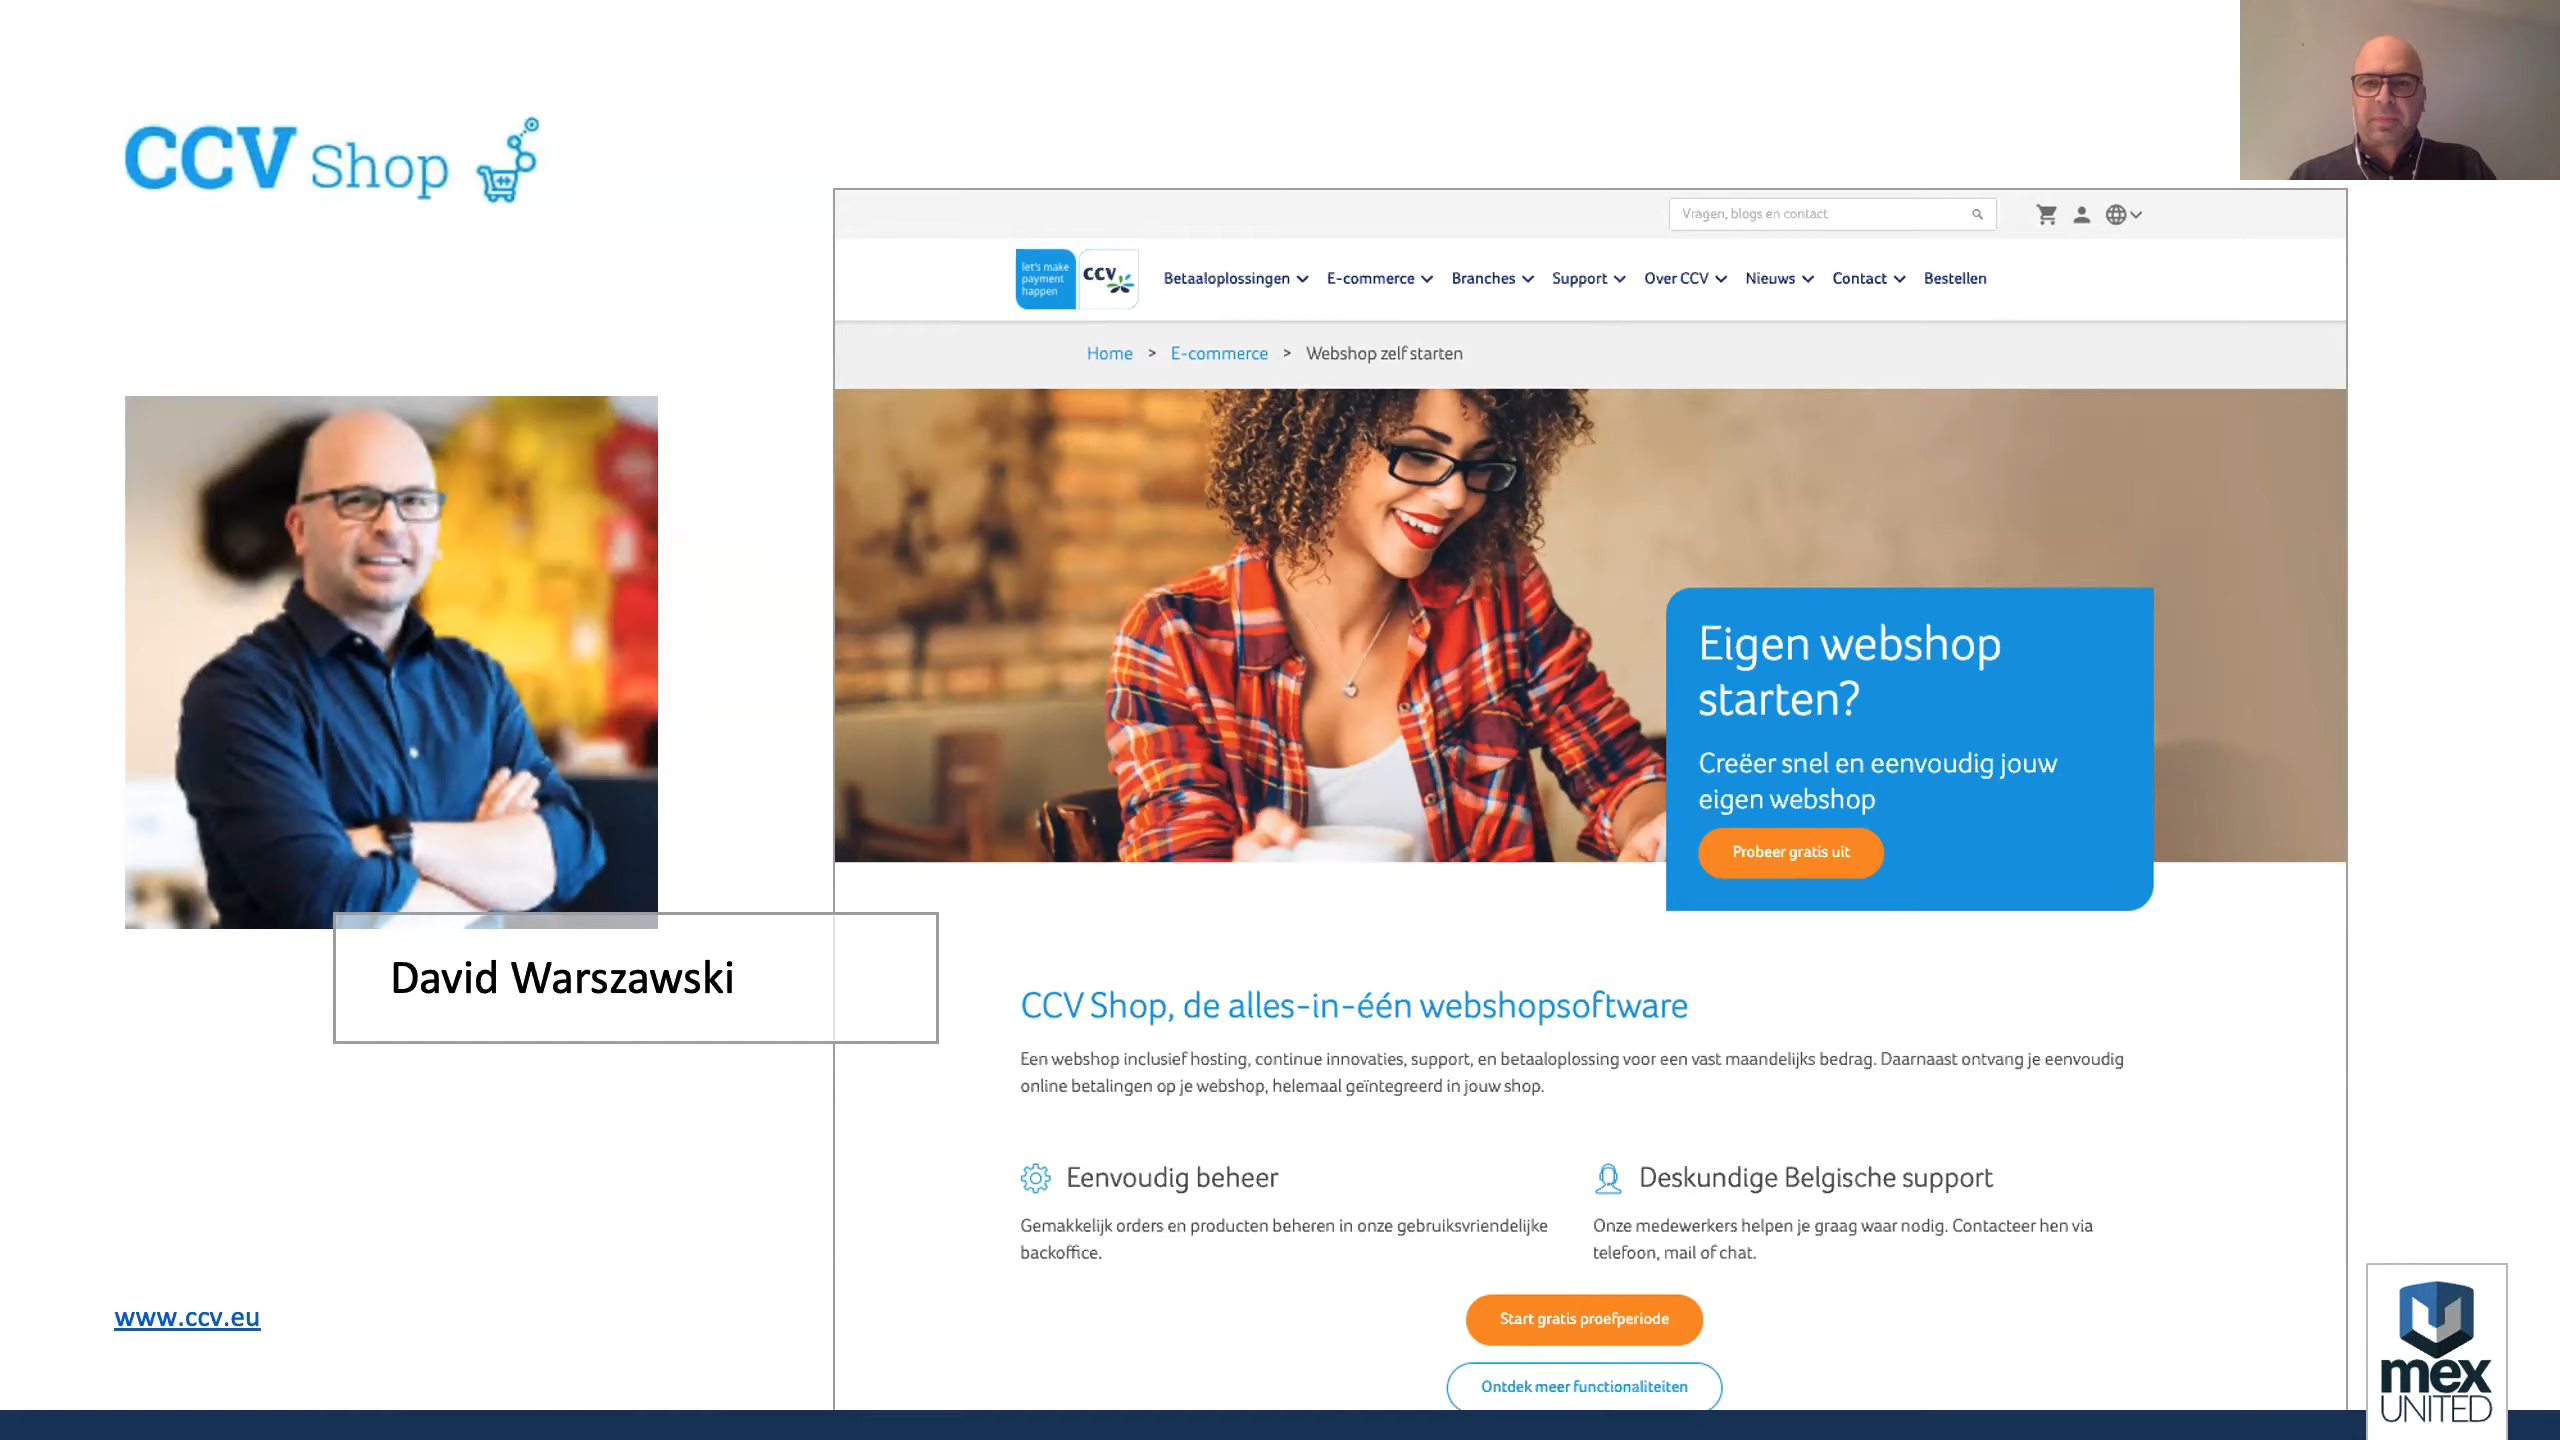 CCV Shop
Vragen, blogs en contact
let's make
payment
happen
CCV
Betaaloplossingen E-commerce Branches Support Over CCV Nieuws Contact Bestellen
Home > E-commerce > Webshop zelf starten
Eigen webshop
starten?
Creëer snel en eenvoudig jouw
eigen webshop
Probeer gratis uit
David Warszawski
CCV Shop, de alles-in-één webshopsoftware
Een webshop inclusief hosting, continue innovaties, support, en betaaloplossing voor een vast maandelijks bedrag. Daarnaast ontvang je eenvoudig
online betalingen op je webshop, helemaal geïntegreerd in jouw shop.
Eenvoudig beheer
Gemakkelijk orders en producten beheren in onze gebruiksvriendelijke
backoffice.
Deskundige Belgische support
Onze medewerkers helpen je graag waar nodig. Contacteer hen via
telefoon, mail of chat.
Start gratis proefperiode
Ontdek meer functionaliteiten
www.ccv.eu
mex
UNITED